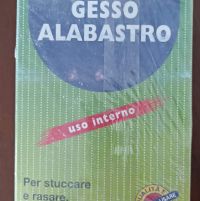 GESSO
ALABASTRO
uso interno
Per stuccare
e rasare.